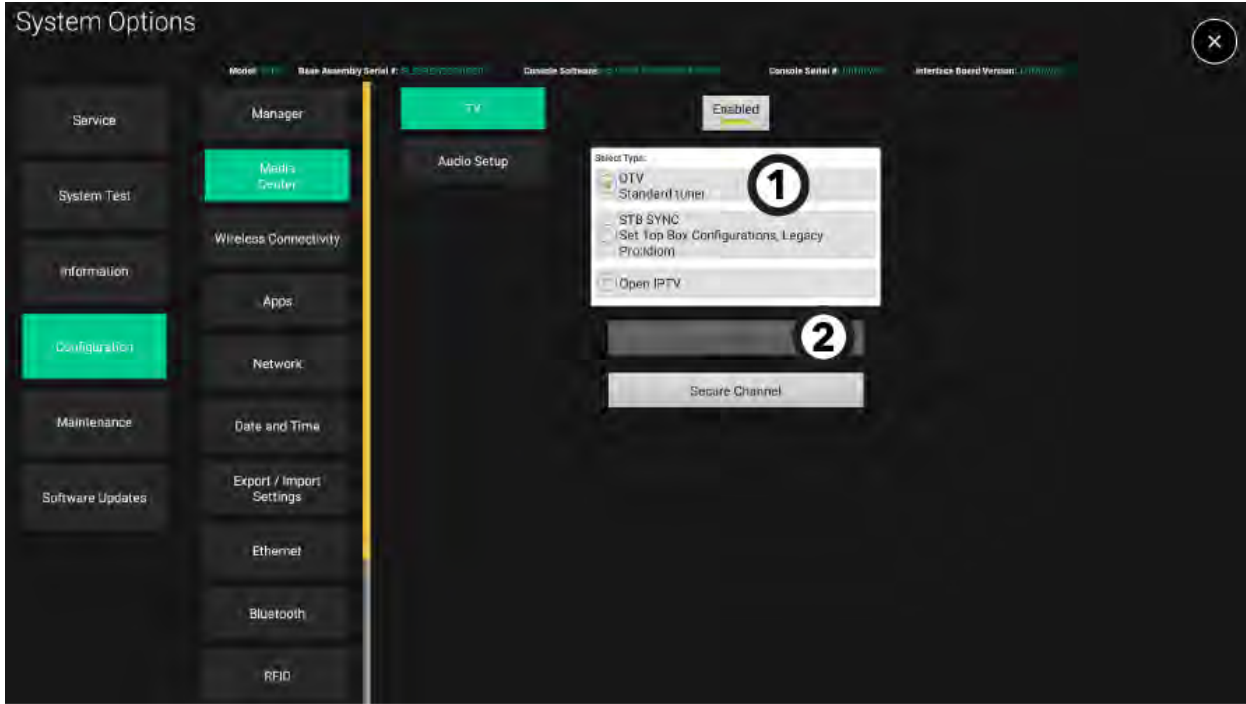 System Options
Model: Base Assembly Serial #: Console Software: Console Serial #: Interface Board Version:
Service
System Test
Information
Configuration
Maintenance
Software Updates
Manager
Media
Center
Wireless Connectivity
Apps
Network
Date and Time
Export / Import
Settings
Ethernet
Bluetooth
RFID
TV
Audio Setup
Enabled
Select Type:
DTV
Standard tuner
STB SYNC
Set Top Box Configurations, Legacy
Pro:Idiom
Open IPTV
1
2
Secure Channel